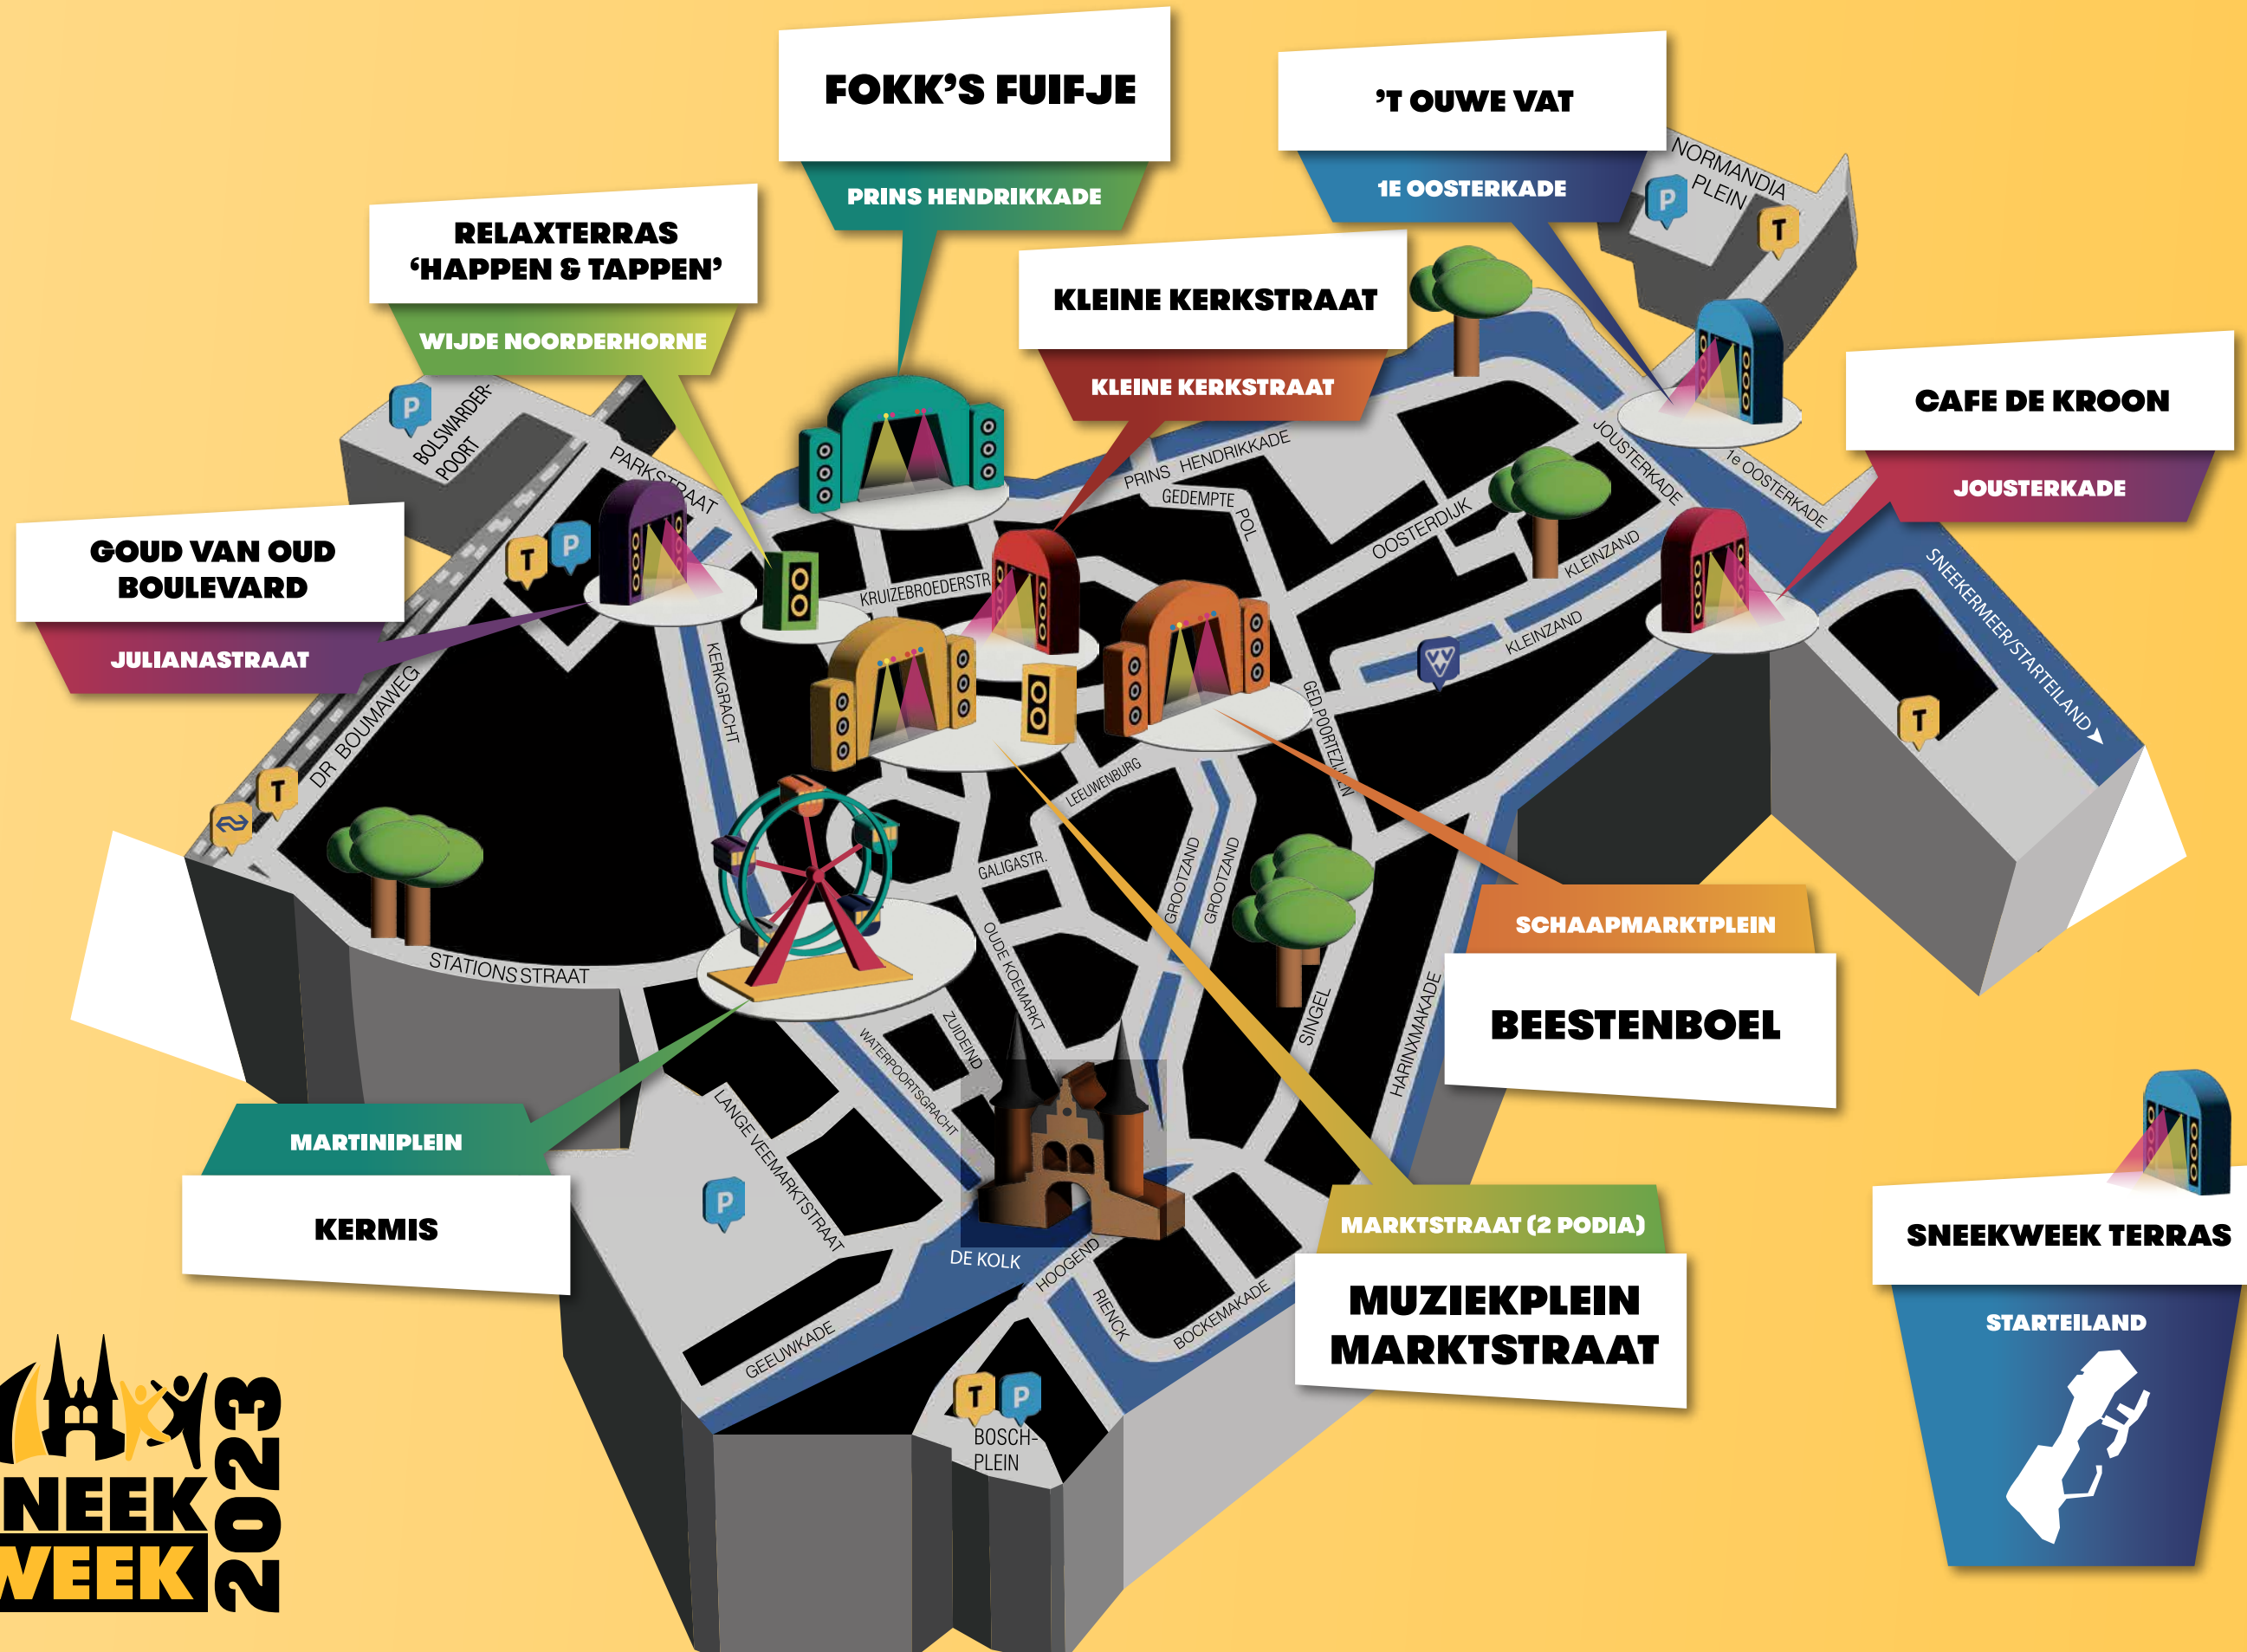 FOKK'S FUIFJE
PRINS HENDRIKKADE
'T OUWE VAT
1E OOSTERKADE
NORMANDIA
PLEIN
P
T
RELAXTERRAS
‘HAPPEN & TAPPEN’
WIJDE NOORDERHORNE
KLEINE KERKSTRAAT
KLEINE KERKSTRAAT
CAFE DE KROON
JOUSTERKADE
P
BOLSWARDER-
POORT
PARKSTRAAT
PRINS HENDRIKKADE
GEDEMPTE
POL
OOSTERDIJK
JOUSTERKADE
1e OOSTERKADE
KLEINZAND
KLEINZAND
SNEEKERMEER/STARTEILAND
GOUD VAN OUD
BOULEVARD
JULIANASTRAAT
T
P
KRUIZEBROEDERSTR
KERKGRACHT
DR BOUMAWEG
VVV
T
T
LEEUWENBURG
GED POORTEZIJLEN
GALIGASTR.
GROOTZAND
GROOTZAND
STATIONSSTRAAT
OUDE KOEMARKT
ZUIDEIND
WATERPOORTSGRACHT
SINGEL
HARINXMAKADE
SCHAAPMARKTPLEIN
BEESTENBOEL
MARTINIPLEIN
KERMIS
LANGE VEEMARKTSTRAAT
P
DE KOLK
HOOGEND
RIENCK
BOCKEMAKADE
GEEUWKADE
MARKTSTRAAT (2 PODIA)
MUZIEKPLEIN
MARKTSTRAAT
SNEEKWEEK TERRAS
STARTEILAND
T
P
BOSCH-
PLEIN
NEEK
WEEK
2023